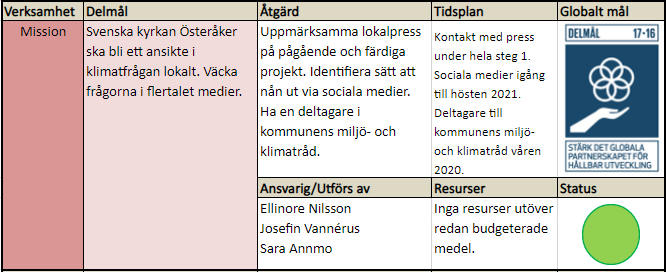 Verksamhet Delmål Åtgärd Tidsplan Globalt mål
Mission
Svenska kyrkan Österåker
ska bli ett ansikte i
klimatfrågan lokalt. Väcka
frågorna i flertalet medier.
Uppmärksamma lokalpress
på pågående och färdiga
projekt. Identifiera sätt att
nån ut via sociala medier.
Ha en deltagare i
kommunens miljö- och
klimatråd.
Kontakt med press
under hela steg 1.
Sociala medier igång
till hösten 2021.
Deltagare till
kommunens miljö-
och klimatråd våren
2020.
DELMÅL 17-16
STÄRK DET GLOBALA
PARTNERSKAPET FÖR
HÅLLBAR UTVECKLING
Ansvarig/Utförs av Resurser Status
Ellinore Nilsson
Josefin Vannérus
Sara Annmo
Inga resurser utöver
redan budgeterade
medel.